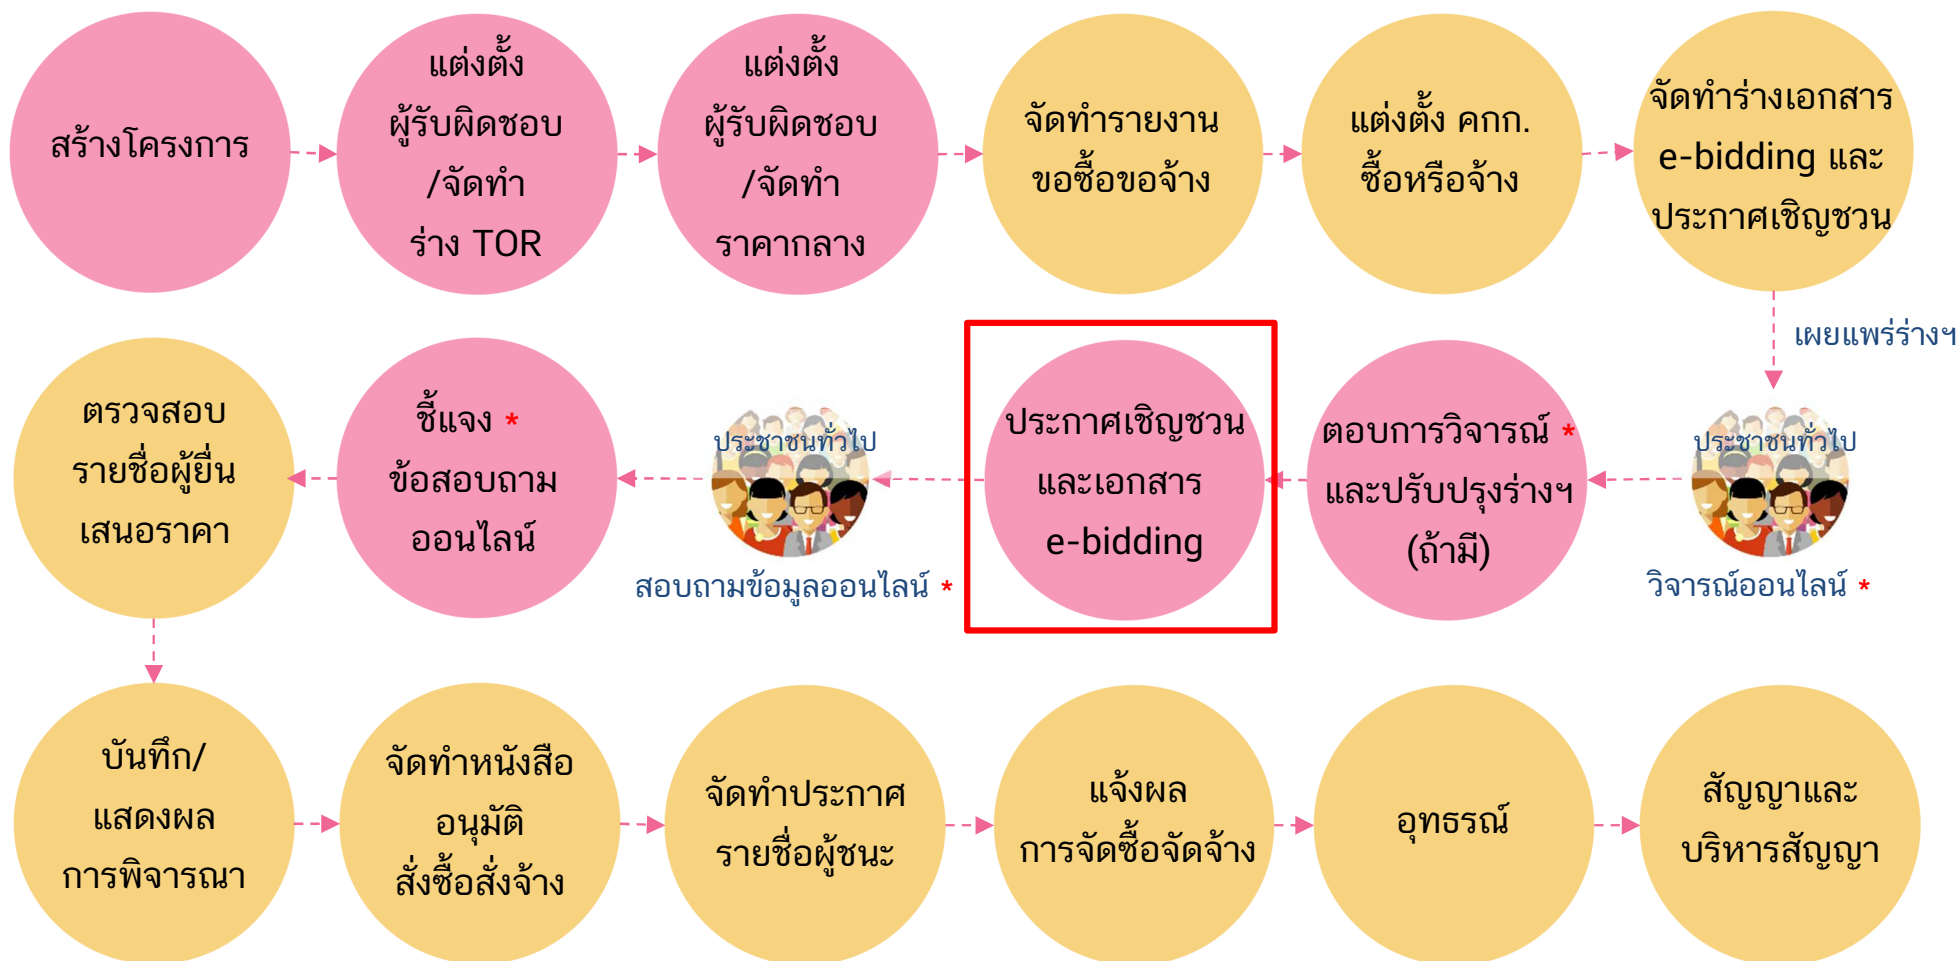 สร้างโครงการ
แต่งตั้ง
ผู้รับผิดชอบ
/จัดทำ
ร่าง TOR
แต่งตั้ง
ผู้รับผิดชอบ
/จัดทำ
ราคากลาง
จัดทำรายงาน
ขอซื้อขอจ้าง
แต่งตั้ง คกก.
ซื้อหรือจ้าง
จัดทำร่างเอกสาร
e-bidding และ
ประกาศเชิญชวน
เผยแพร่ร่างฯ
ประชาชนทั่วไป
วิจารณ์ออนไลน์ *
ตอบการวิจารณ์ *
และปรับปรุงร่างฯ
(ถ้ามี)
ประกาศเชิญชวน
และเอกสาร
e-bidding
ประชาชนทั่วไป
สอบถามข้อมูลออนไลน์ *
ชี้แจง *
ข้อสอบถาม
ออนไลน์
ตรวจสอบ
รายชื่อผู้ยื่น
เสนอราคา
บันทึก/
แสดงผล
การพิจารณา
จัดทำหนังสือ
อนุมัติ
สั่งซื้อสั่งจ้าง
จัดทำประกาศ
รายชื่อผู้ชนะ
แจ้งผล
การจัดซื้อจัดจ้าง
อุทธรณ์
สัญญาและ
บริหารสัญญา